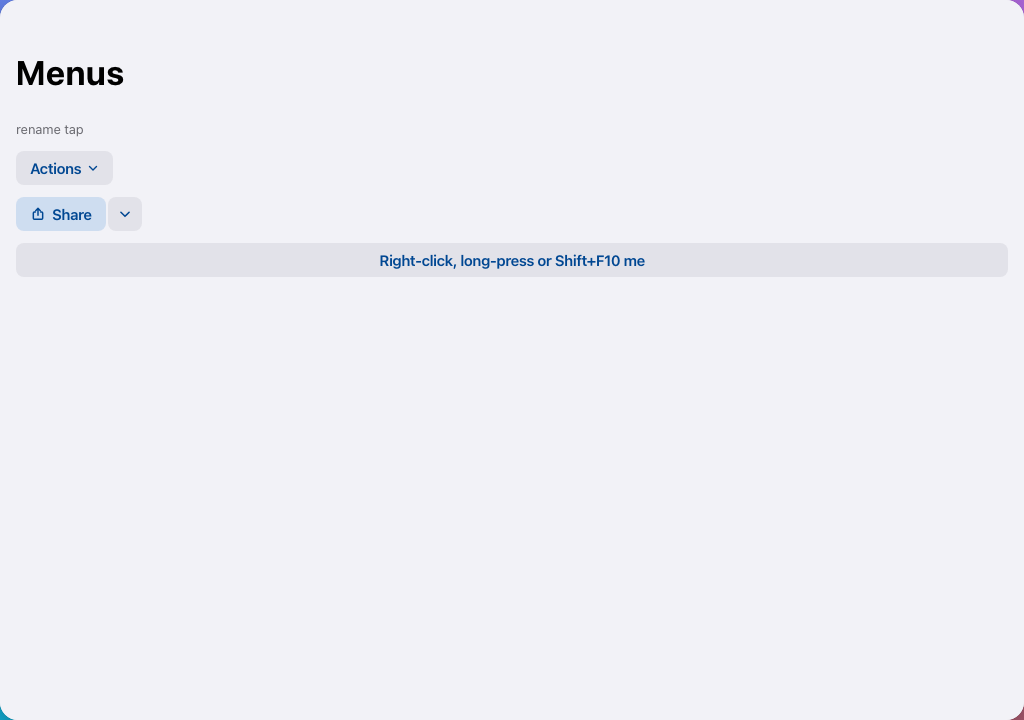 Menus
rename tap
Actions
Share
Right-click, long-press or Shift+F10 me